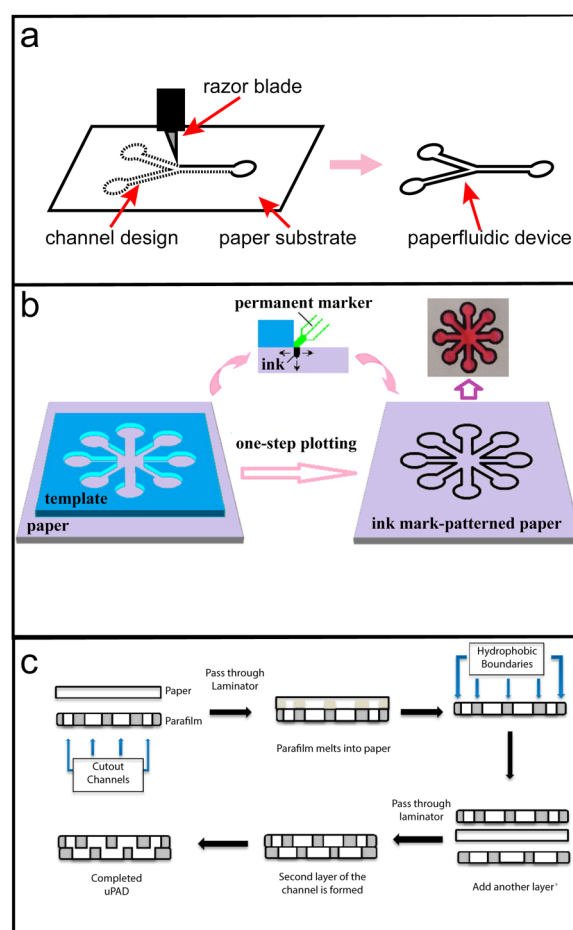 a
razor blade
channel design
paper substrate
paperfluidic device
b
permanent marker
ink
one-step plotting
template
paper
ink mark-patterned paper
c
Paper
Parafilm
Cutout
Channels
Pass through
Laminator
Parafilm melts into paper
Hydrophobic
Boundaries
Pass through
laminator
Add another layer*
Second layer of the
channel is formed
Completed
uPAD